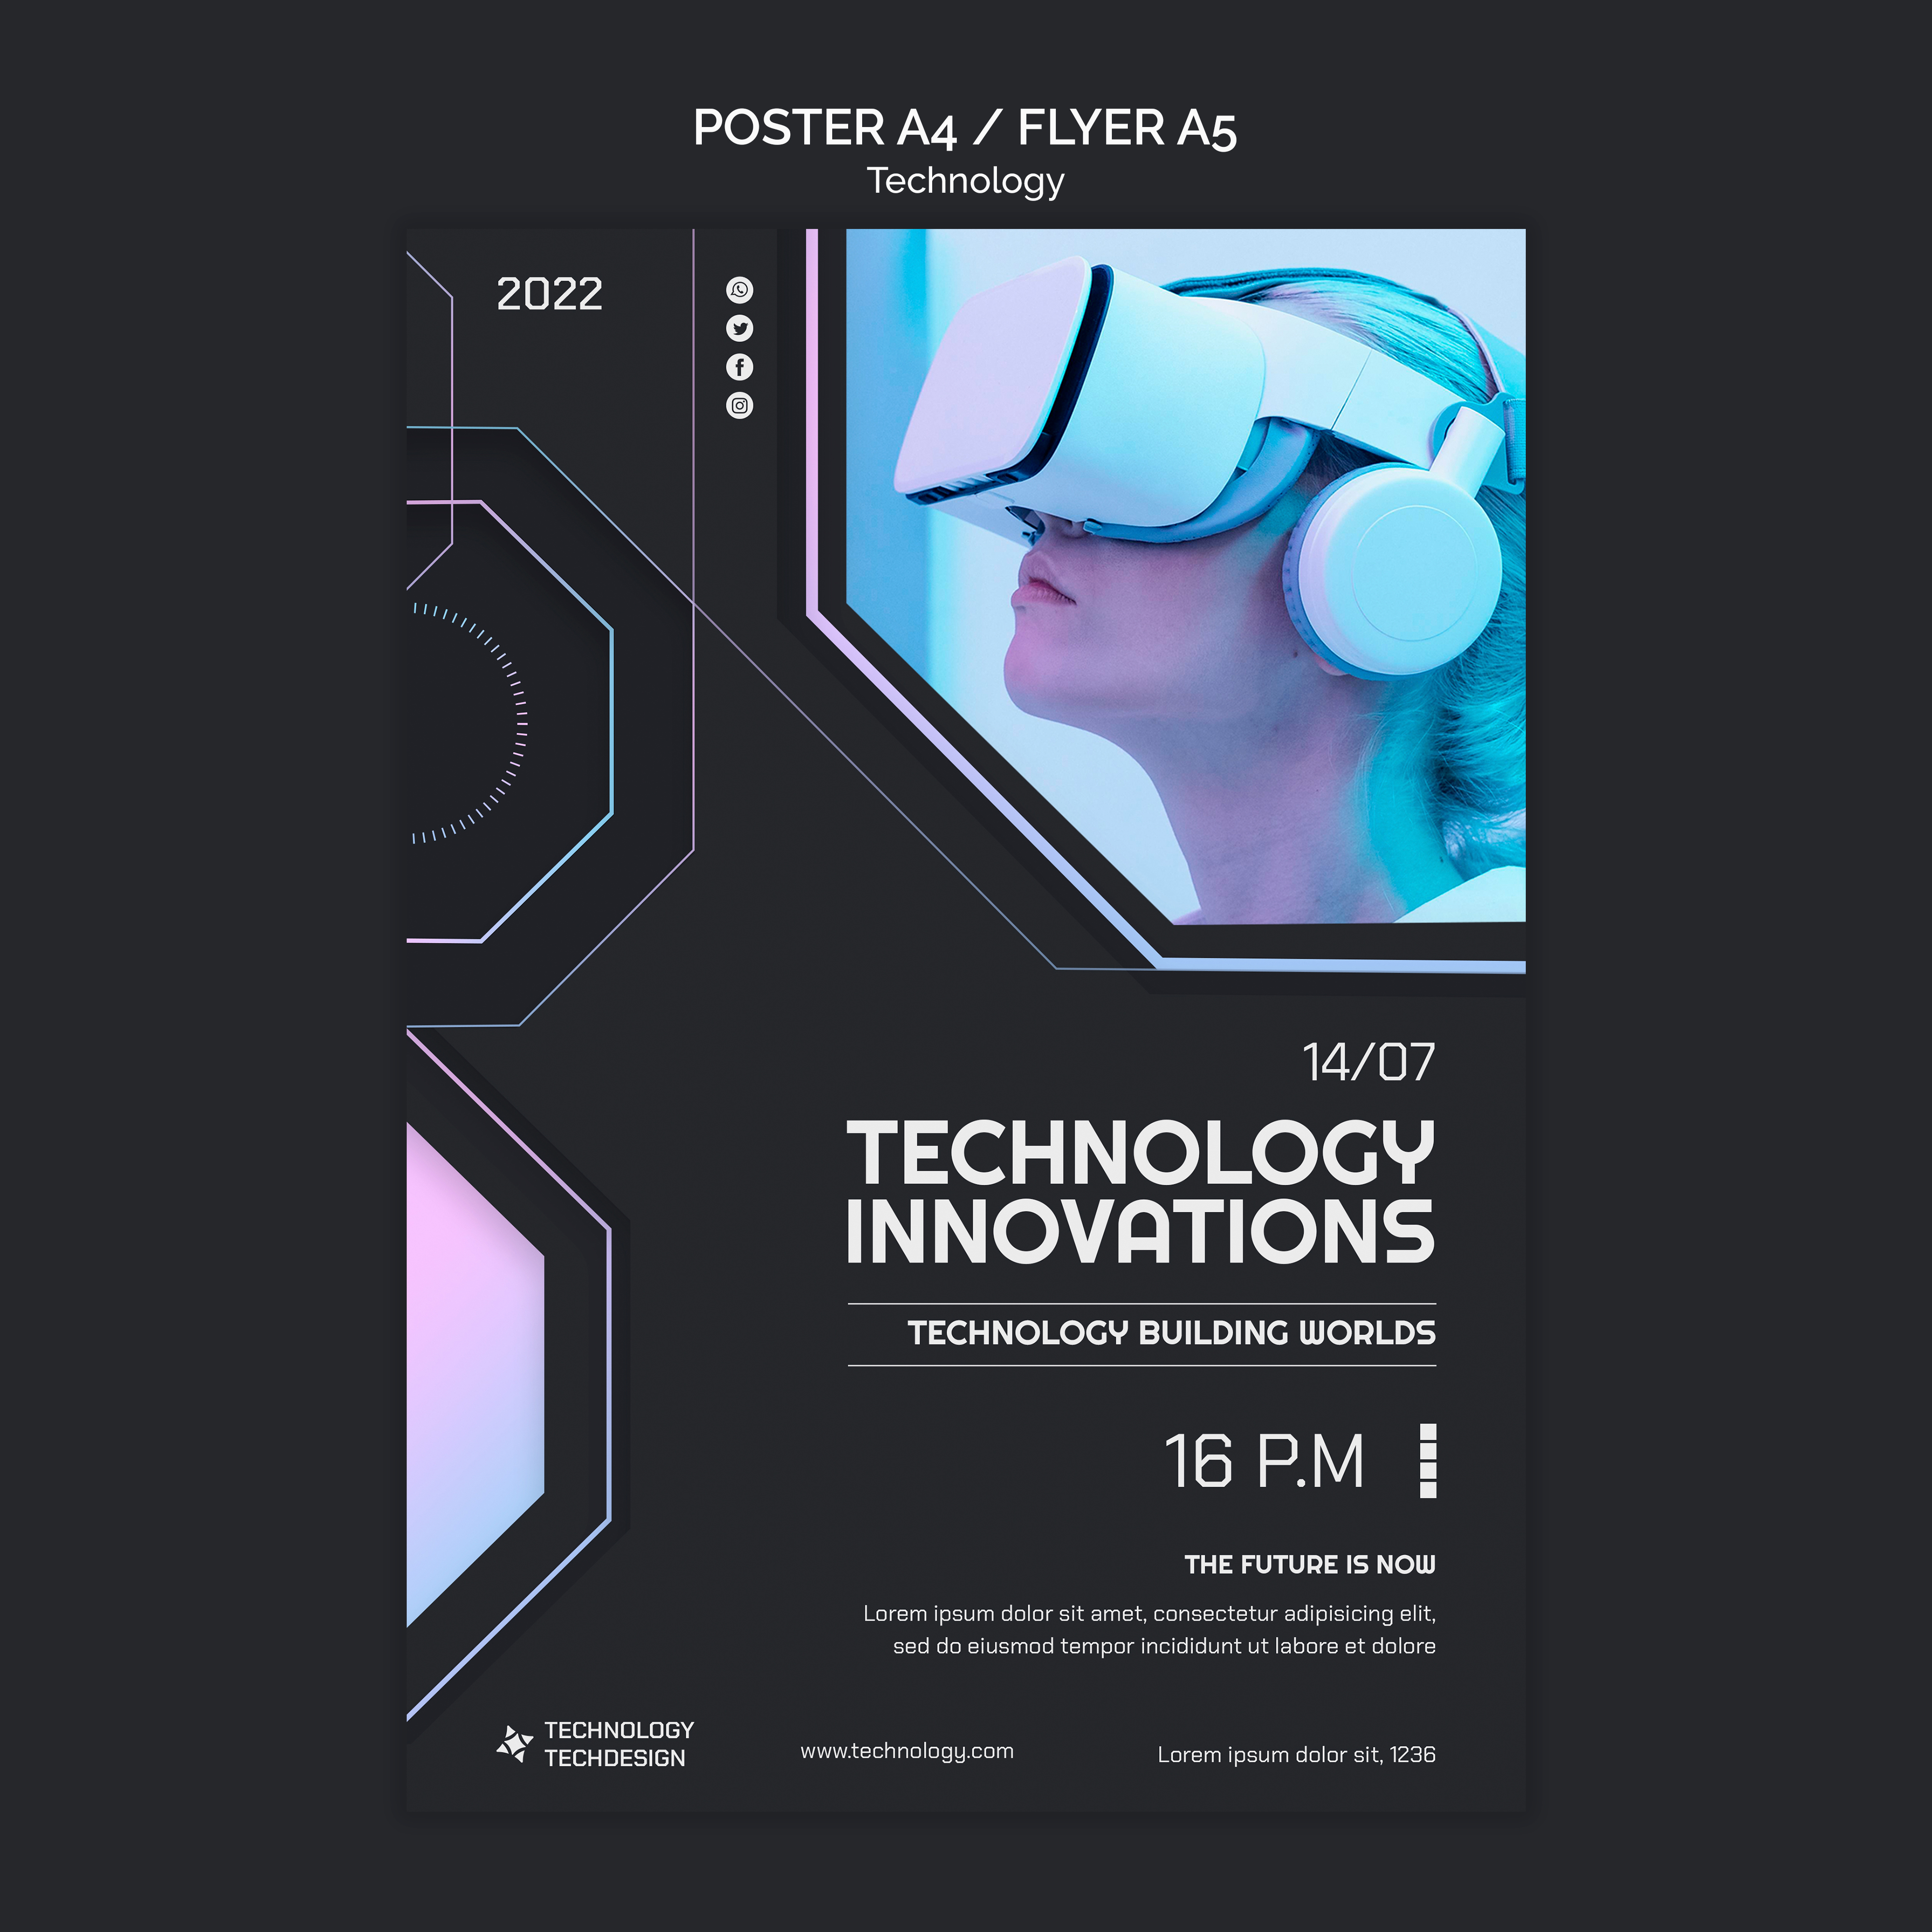 POSTER A4 / FLYER A5
Technology
2022
14/07
TECHNOLOGY
INNOVATIONS
TECHNOLOGY BUILDING WORLDS
16 P.M
THE FUTURE IS NOW
Lorem ipsum dolor sit amet, consectetur adipisicing elit,
sed do eiusmod tempor incididunt ut labore et dolore
TECHNOLOGY
TECHDESIGN
www.technology.com
Lorem ipsum dolor sit, 1236